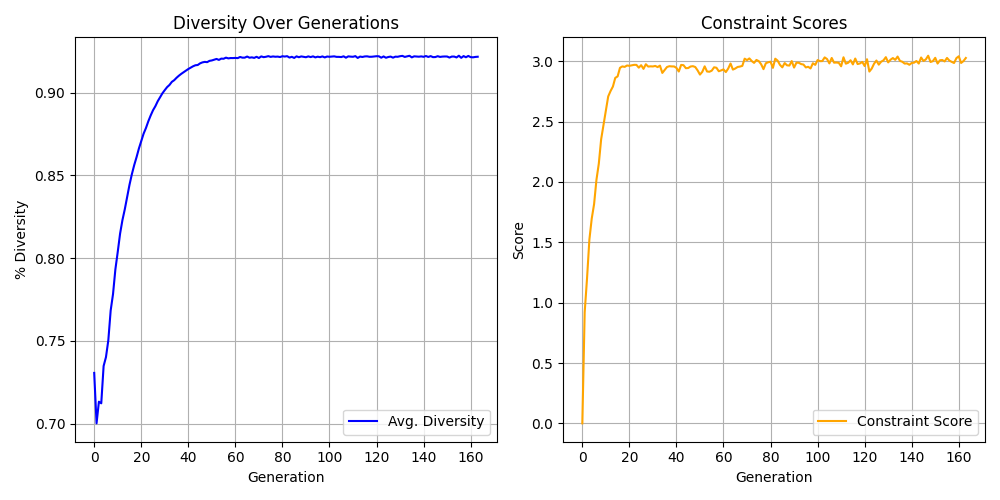 Diversity Over Generations
% Diversity
0.90
0.85
0.80
0.75
0.70
0 20 40 60 80 100 120 140 160
Generation
Avg. Diversity
Constraint Scores
Score
3.0
2.5
2.0
1.5
1.0
0.5
0.0
0 20 40 60 80 100 120 140 160
Generation
Constraint Score